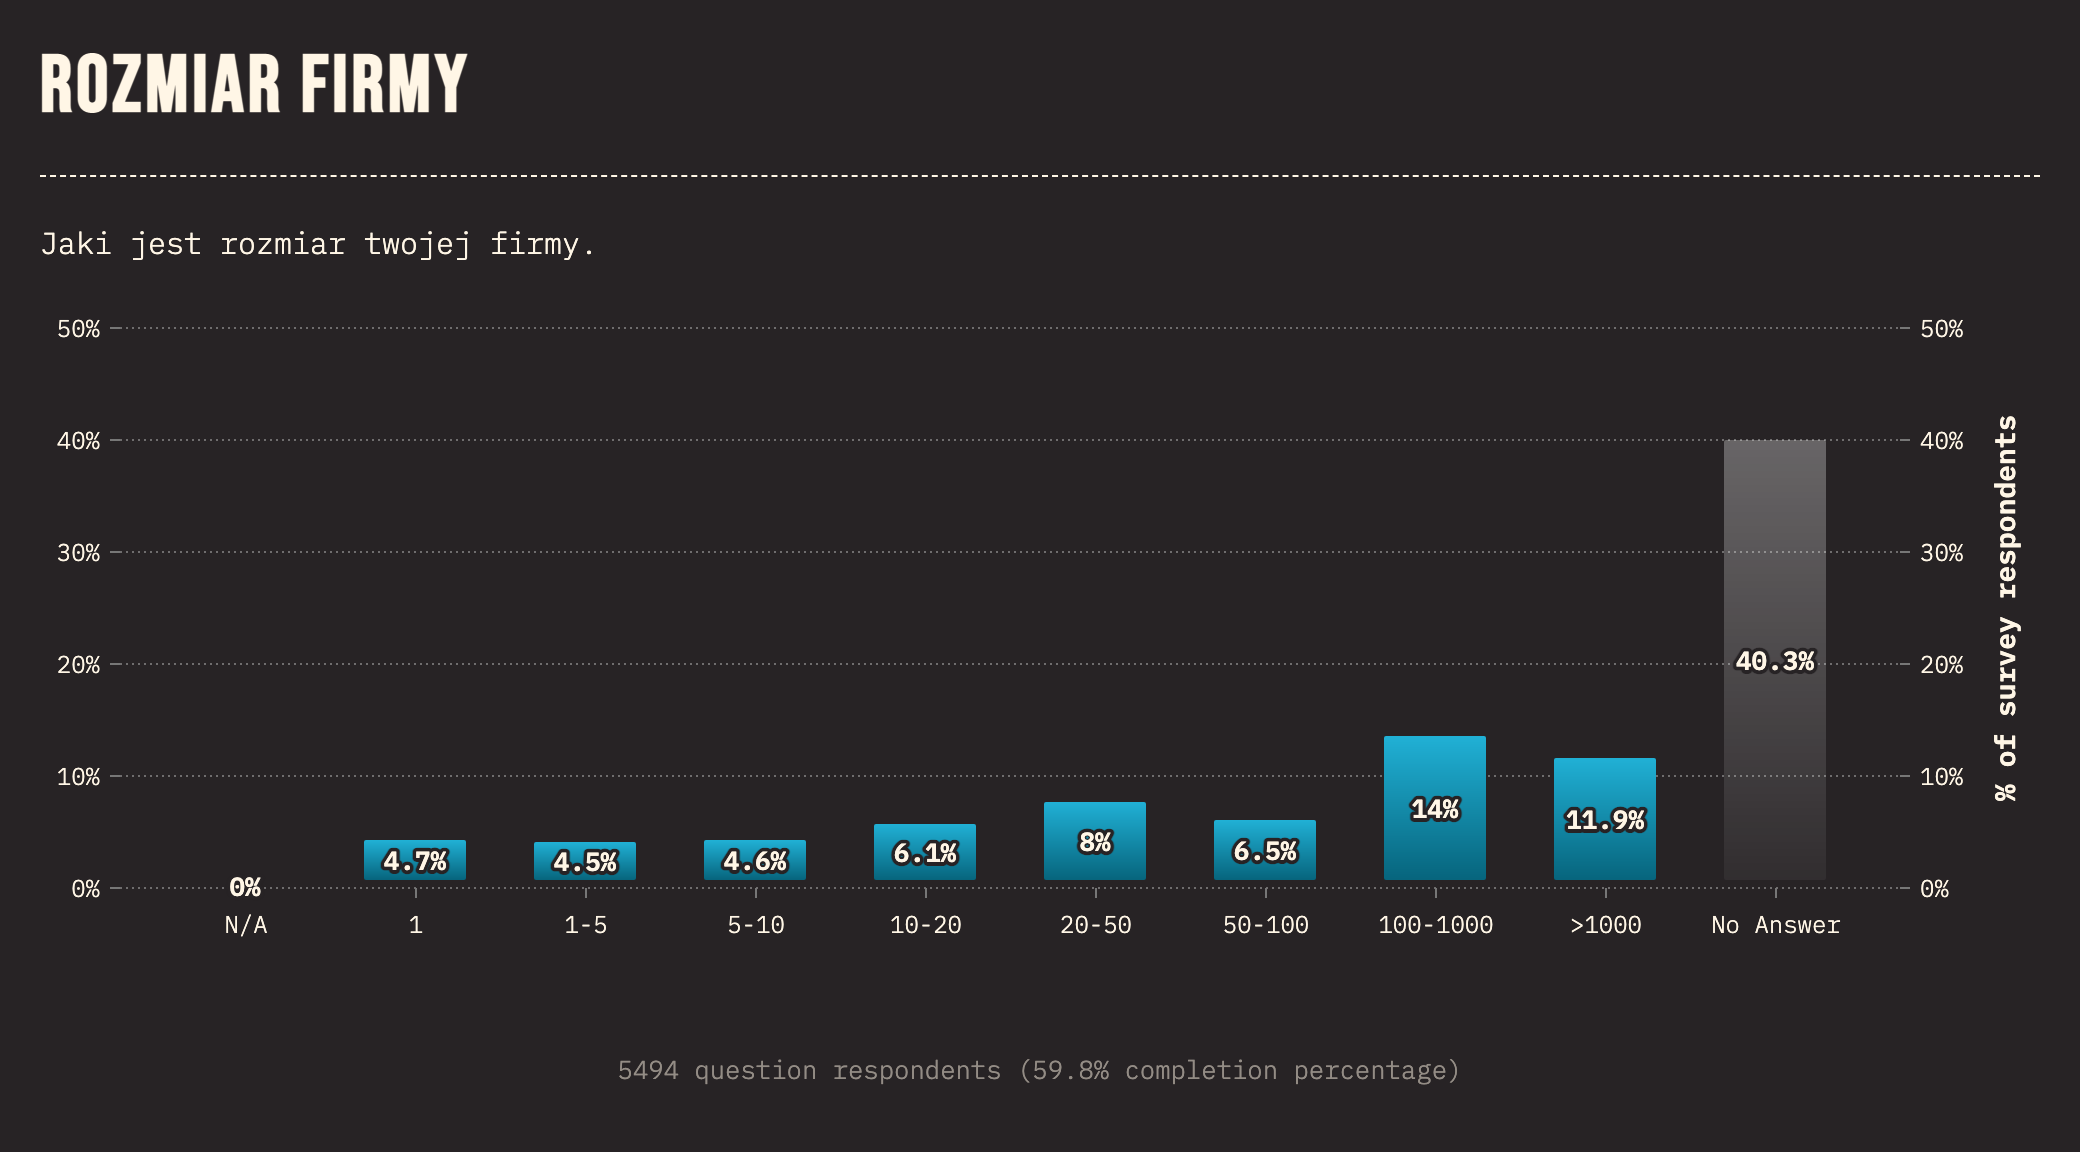 ROZMIAR FIRMY
Jaki jest rozmiar twojej firmy.
50% 50%
40% 40%
30% 30%
20% 20%
10% 10%
0% 0%
% of survey respondents
0% 4.7% 4.5% 4.6% 6.1% 8% 6.5% 14% 11.9% 40.3%
N/A 1 1-5 5-10 10-20 20-50 50-100 100-1000 >1000 No Answer
5494 question respondents (59.8% completion percentage)